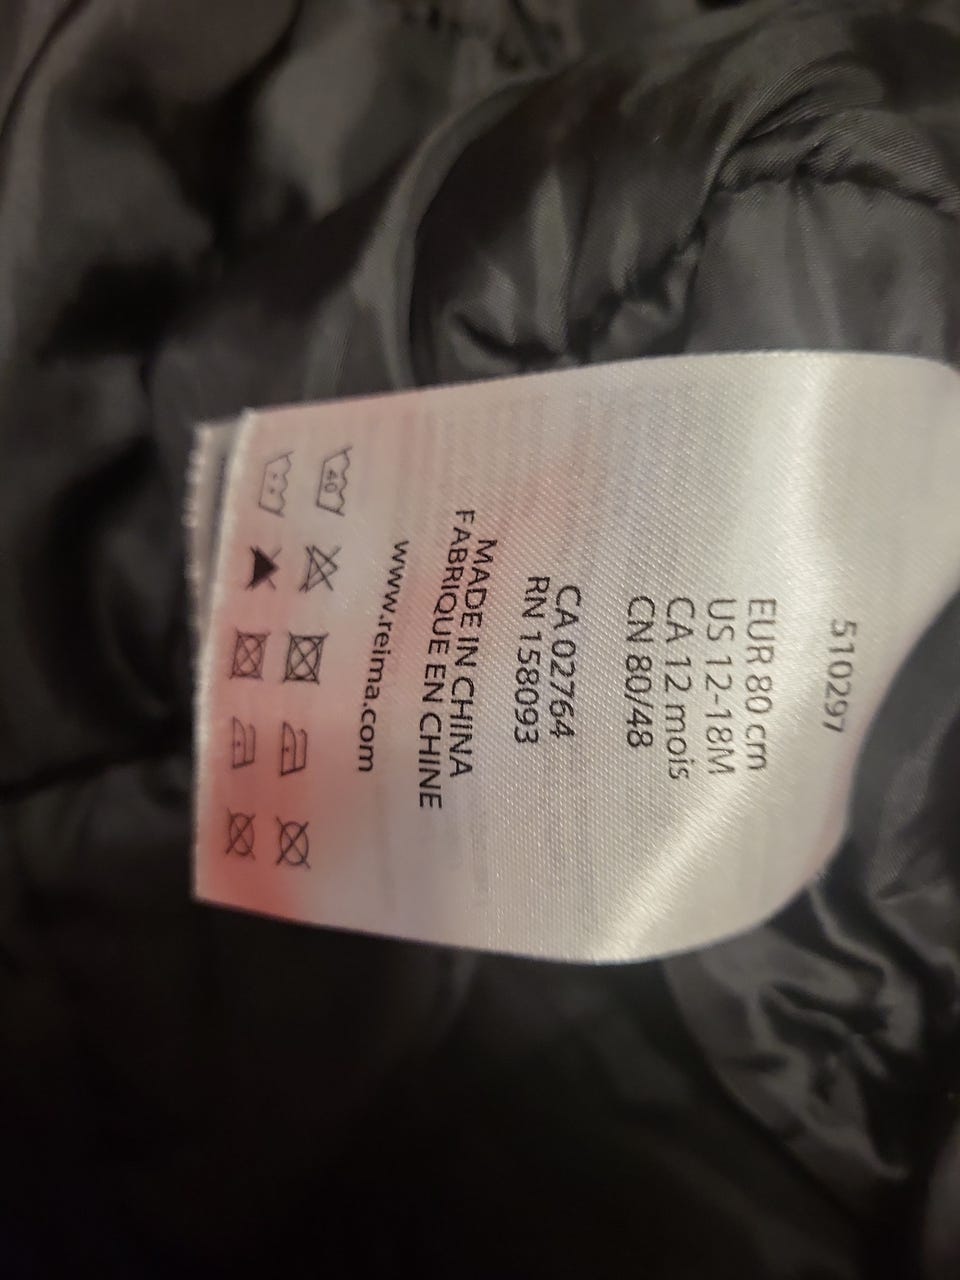 510297
EUR 80 cm
US 12-18M
CA 12 mois
CN 80/48
CA 02764
RN 158093
MADE IN CHINA
FABRIQUE EN CHINE
www.reima.com
40